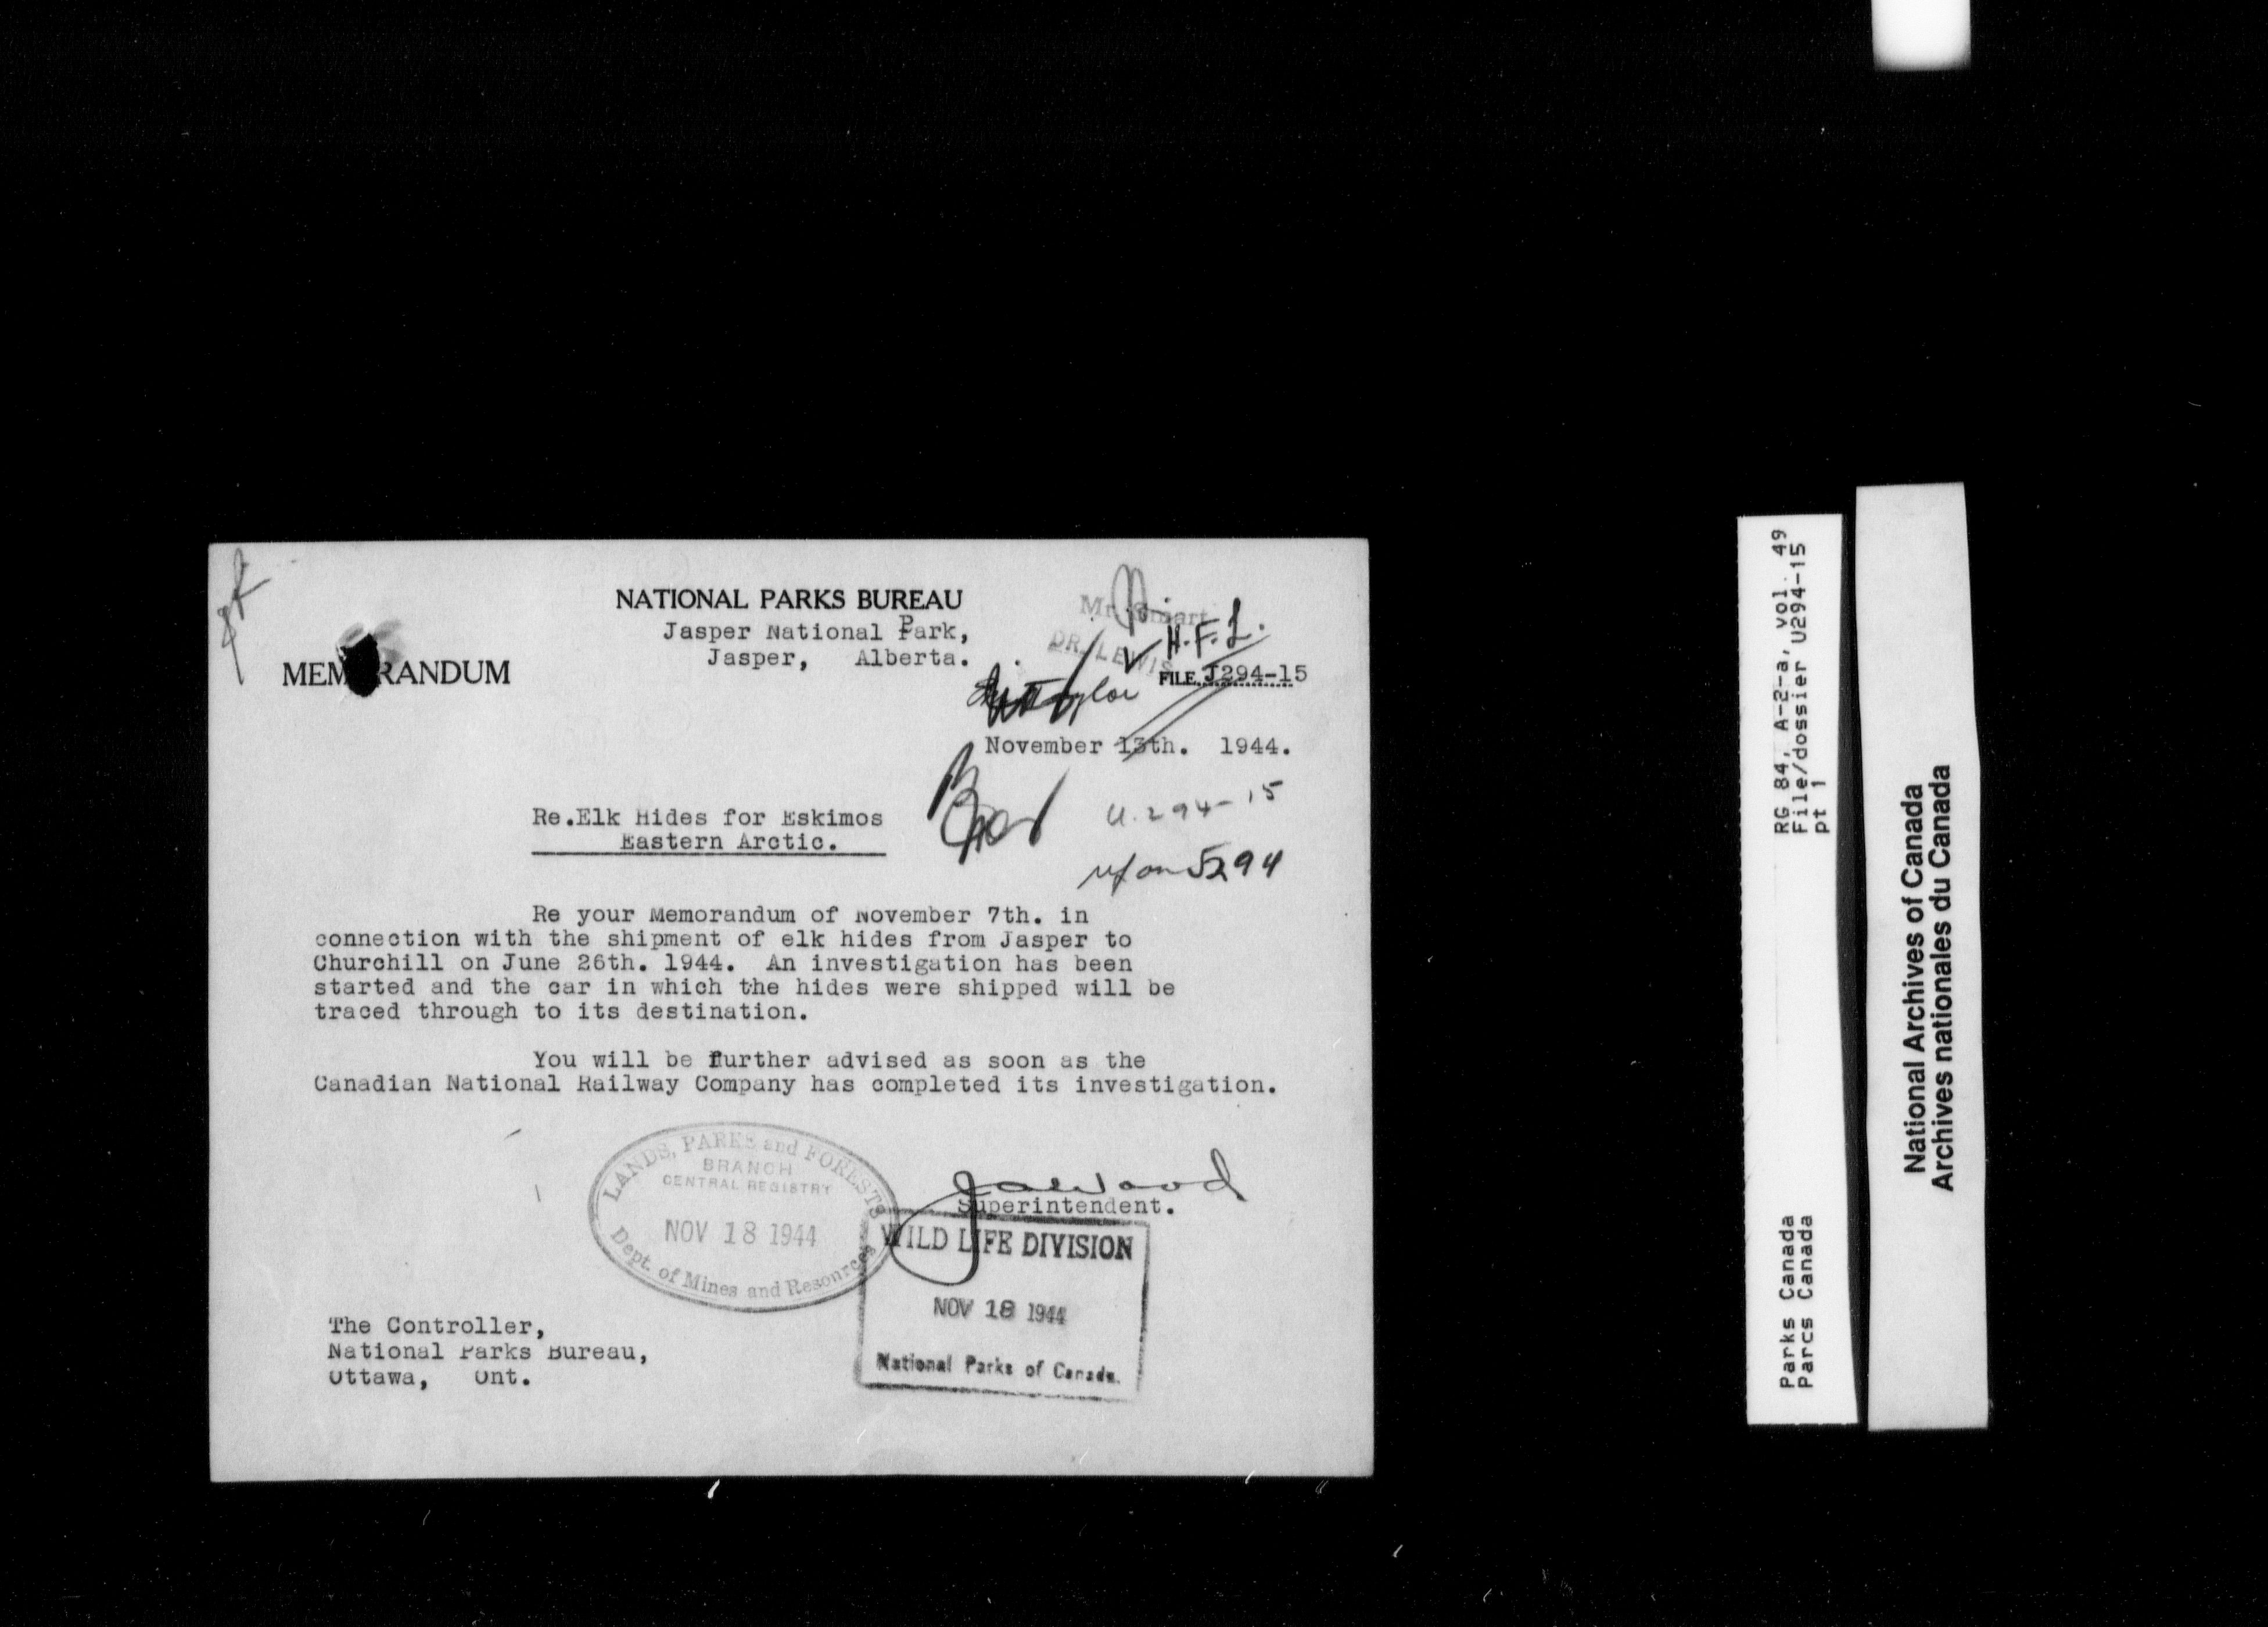 NATIONAL PARKS BUREAU
Jasper National Park,
Jasper, Alberta.
MEMORANDUM
Mr. Smart
DR. LEWIS
H.F.L.
FILE J294-15
November 13th. 1944.
U.294-15
Re.Elk Hides for Eskimos
Eastern Arctic.
5294
Re your Memorandum of November 7th. in
connection with the shipment of elk hides from Jasper to
Churchill on June 26th. 1944. An investigation has been
started and the car in which the hides were shipped will be
traced through to its destination.
You will be further advised as soon as the
Canadian National Railway Company has completed its investigation.
LANDS, PARKS and FORESTS
BRANCH
CENTRAL REGISTRY
NOV 18 1944
Dept. of Mines and Resources
JAWood
Superintendent.
WILD LIFE DIVISION
NOV 18 1944
National Parks of Canada.
The Controller,
National Parks Bureau,
Ottawa, Ont.
RG 84, A-2-a, vol. 49
File/dossier U294-15
pt 1
Parks Canada
Parcs Canada
National Archives of Canada
Archives nationales du Canada